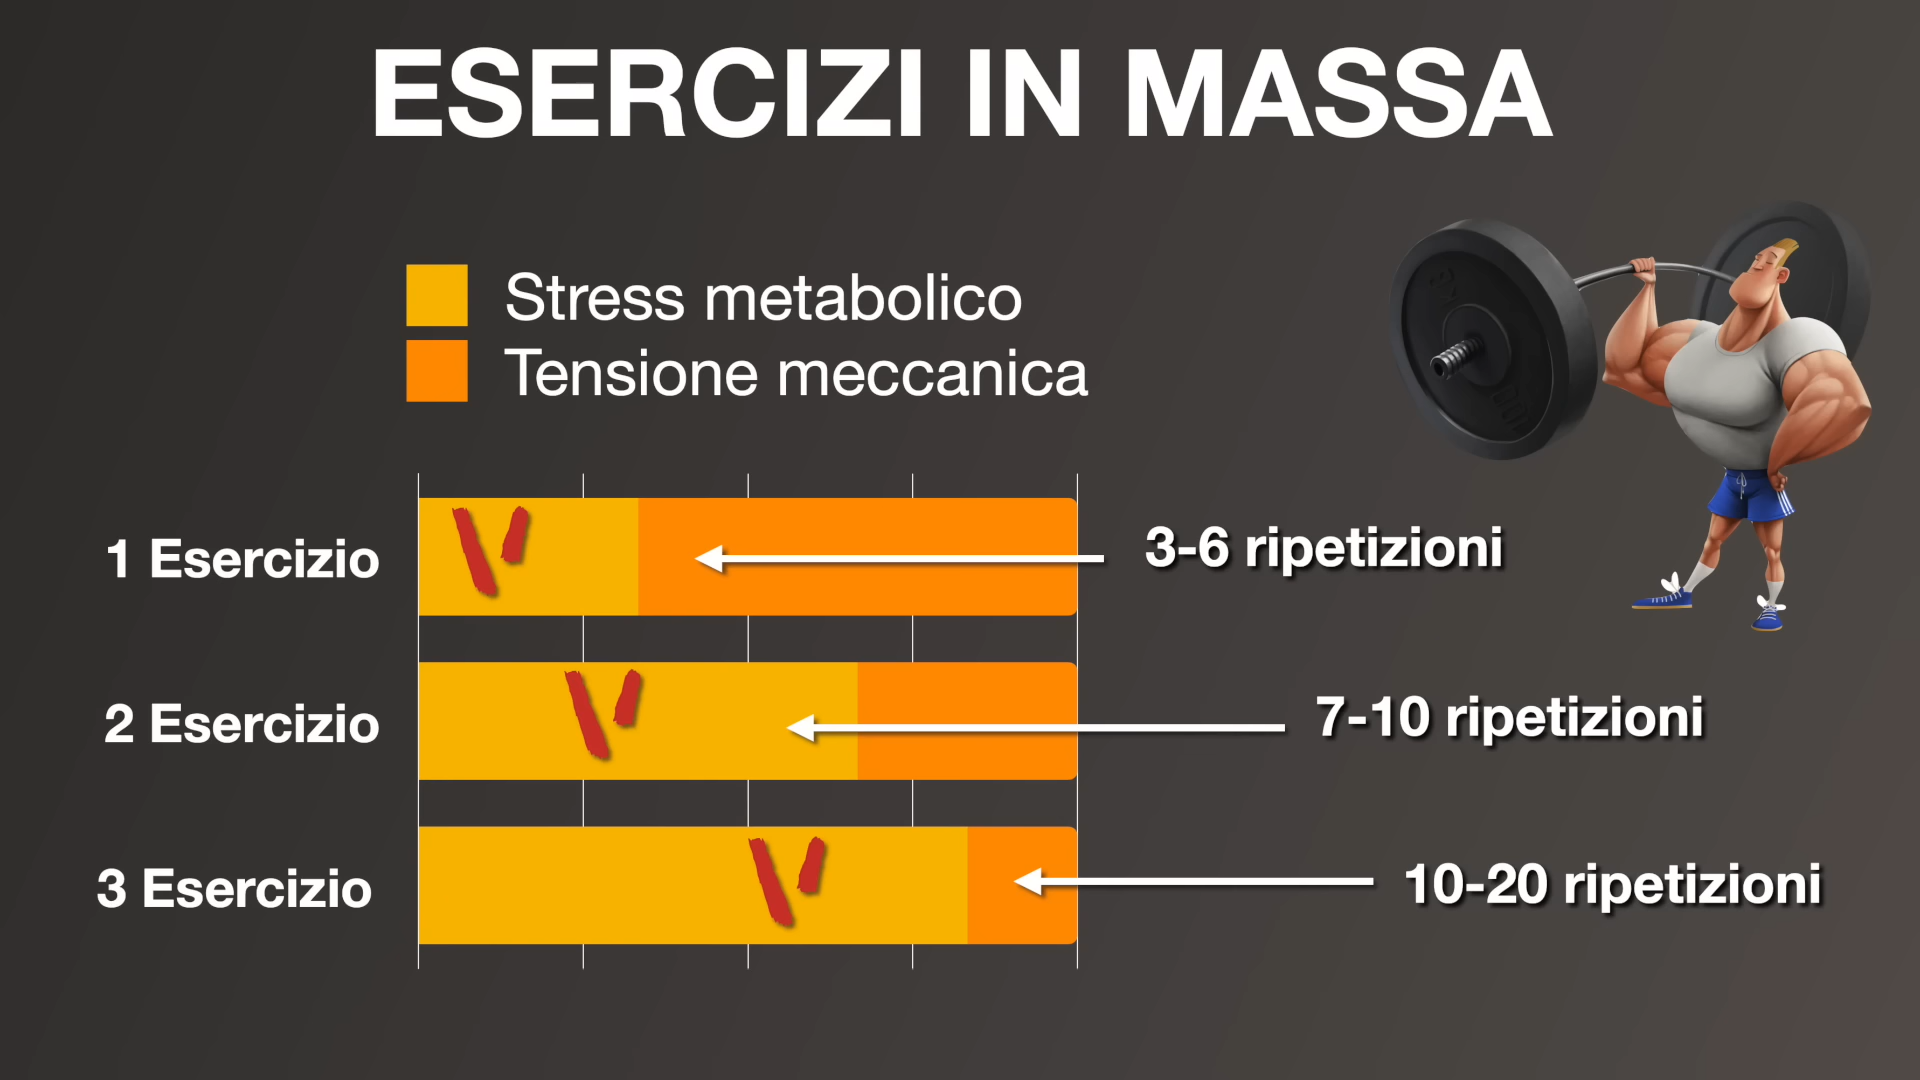 ESERCIZI IN MASSA
Stress metabolico
Tensione meccanica
1 Esercizio
3-6 ripetizioni
2 Esercizio
7-10 ripetizioni
3 Esercizio
10-20 ripetizioni